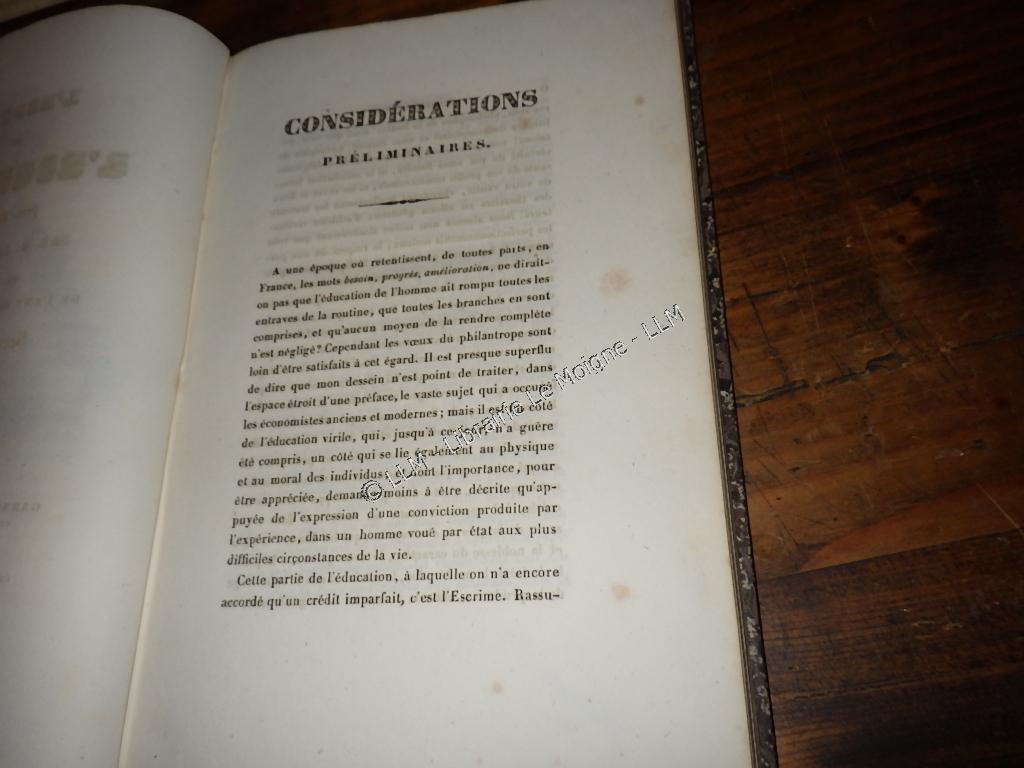 CONSIDÉRATIONS
PRÉLIMINAIRES.
A une époque où retentissent, de toutes parts, en
France, les mots besoin, progrès, amélioration, ne dirait-
on pas que l'éducation de l'homme ait rompu toutes les
entraves de la routine, que toutes les branches en sont
comprises, et qu'aucun moyen de la rendre complète
n'est négligé? Cependant les vœux du philantrope sont
loin d'être satisfaits à cet égard. Il est presque superflu
de dire que mon dessein n'est point de traiter, dans
l'espace étroit d'une préface, le vaste sujet qui a occupé
les économistes anciens et modernes; mais il est un côté
de l'éducation virile, qui, jusqu'à ce jour, n'a guère
été compris, un côté qui se lie également au physique
et au moral des individus, et dont l'importance, pour
être appréciée, demande moins à être décrite qu'ap-
puyée de l'expression d'une conviction produite par
l'expérience, dans un homme voué par état aux plus
difficiles circonstances de la vie.
Cette partie de l'éducation, à laquelle on n'a encore
accordé qu'un crédit imparfait, c'est l'Escrime. Rassu-
© LLM - Librairie Le Moigne - LLM